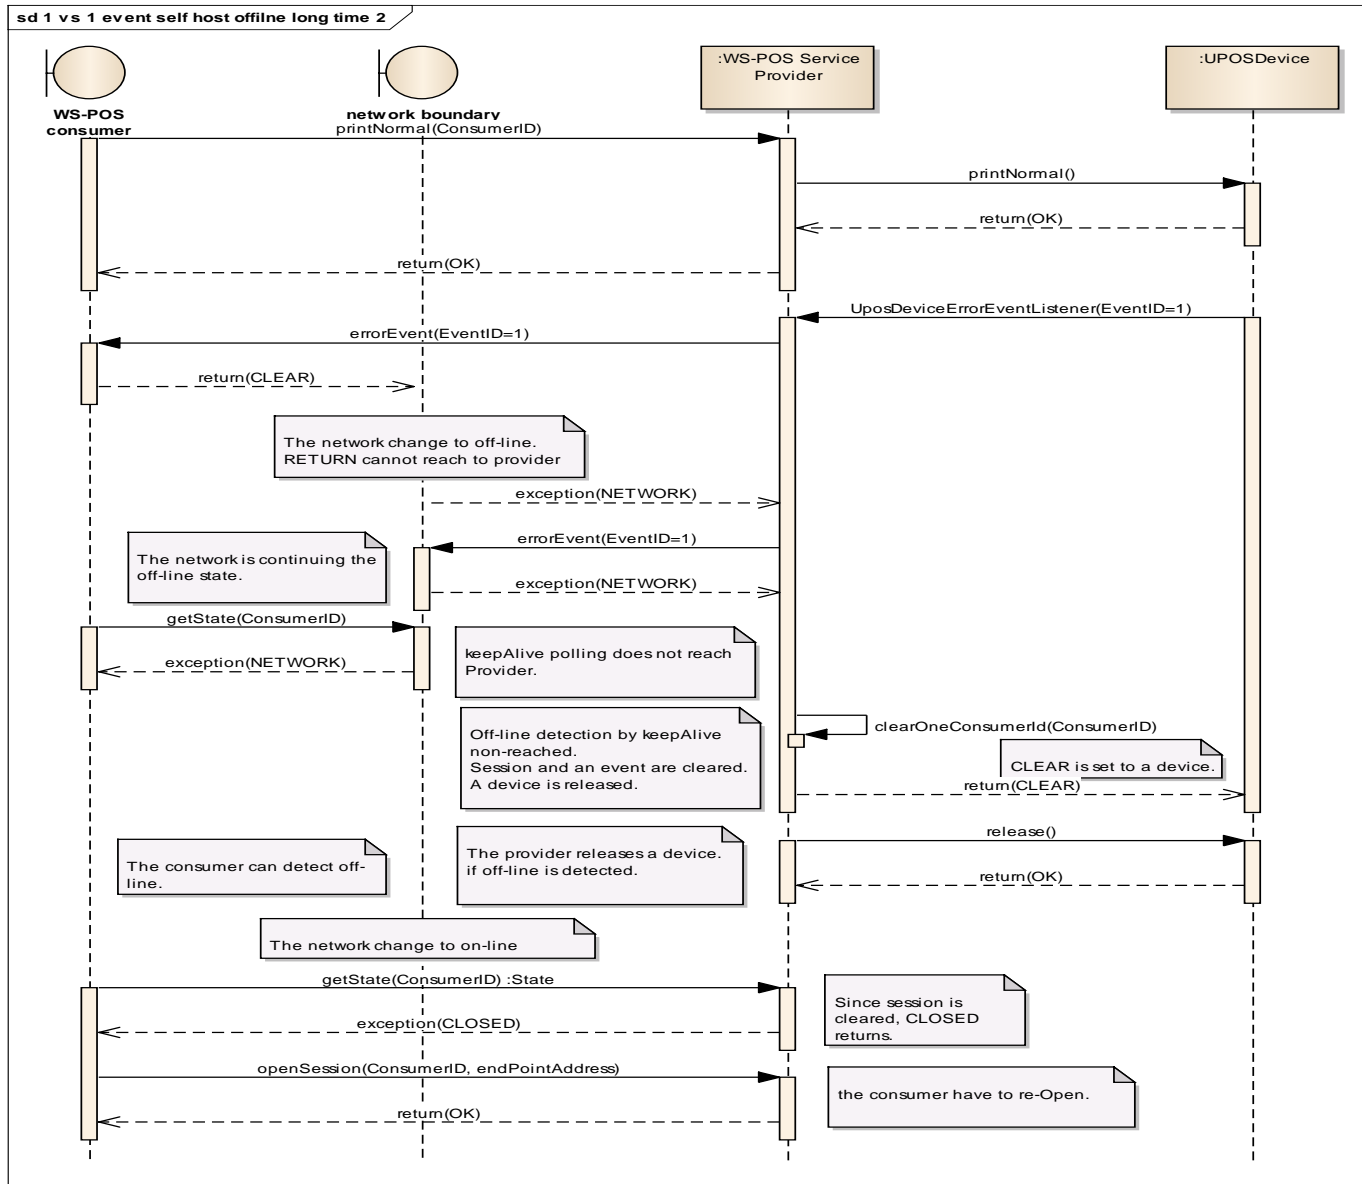 sd 1 vs 1 event self host offilne long time 2
WS-POS
consumer
network boundary
:WS-POS Service
Provider
:UPOSDevice
printNormal(ConsumerID)
printNormal()
return(OK)
return(OK)
UposDeviceErrorEventListener(EventID=1)
errorEvent(EventID=1)
return(CLEAR)
The network change to off-line.
RETURN cannot reach to provider
exception(NETWORK)
errorEvent(EventID=1)
The network is continuing the
off-line state.
exception(NETWORK)
getState(ConsumerID)
exception(NETWORK)
keepAlive polling does not reach
Provider.
clearOneConsumerId(ConsumerID)
Off-line detection by keepAlive
non-reached.
Session and an event are cleared.
A device is released.
CLEAR is set to a device.
return(CLEAR)
release()
The consumer can detect off-
line.
The provider releases a device.
if off-line is detected.
return(OK)
The network change to on-line
getState(ConsumerID) :State
Since session is
cleared, CLOSED
returns.
exception(CLOSED)
openSession(ConsumerID, endPointAddress)
the consumer have to re-Open.
return(OK)